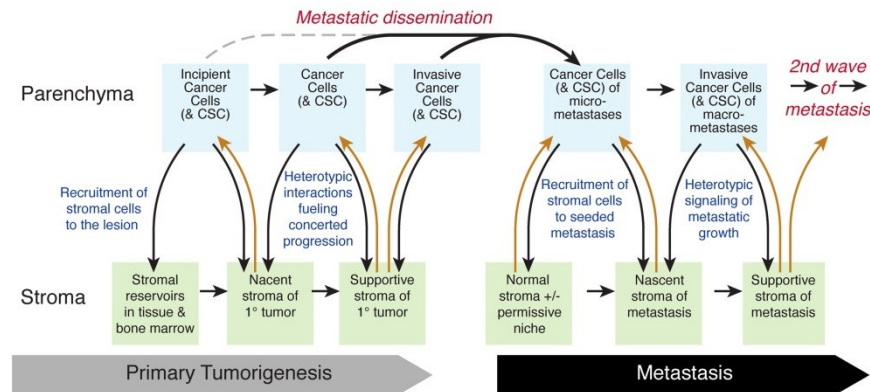 Metastatic dissemination
Parenchyma
Incipient
Cancer
Cells
(& CSC)
Cancer
Cells
(& CSC)
Invasive
Cancer
Cells
(& CSC)
Cancer Cells
(& CSC) of
micro-
metastases
Invasive
Cancer Cells
(& CSC) of
macro-
metastases
2nd wave
of
metastasis
Recruitment of
stromal cells
to the lesion
Heterotypic
interactions
fueling
concerted
progression
Recruitment of
stromal cells
to seeded
metastasis
Heterotypic
signaling of
metastatic
growth
Stroma
Stromal
reservoirs
in tissue &
bone marrow
Nacent
stroma of
1° tumor
Supportive
stroma of
1° tumor
Normal
stroma +/-
permissive
niche
Nascent
stroma of
metastasis
Supportive
stroma of
metastasis
Primary Tumorigenesis
Metastasis